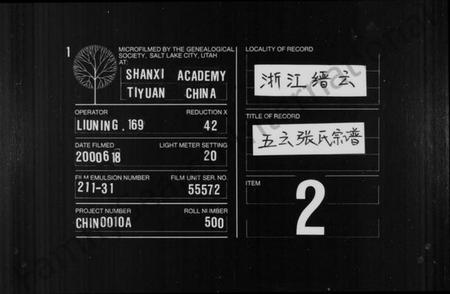 1
MICROFILMED BY THE GENEALOGICAL
SOCIETY, SALT LAKE CITY, UTAH
AT
SHANXI ACADEMY
TIYUAN CHINA
OPERATOR REDUCTION X
LIUNING.169 42
DATE FILMED LIGHT METER SETTING
2000 6 18 20
FILM EMULSION NUMBER FILM UNIT SER. NO.
211-31 55572
PROJECT NUMBER ROLL NUMBER
CHN0010A 500
LOCALITY OF RECORD
浙江缙云
TITLE OF RECORD
五云张氏宗谱
ITEM
2